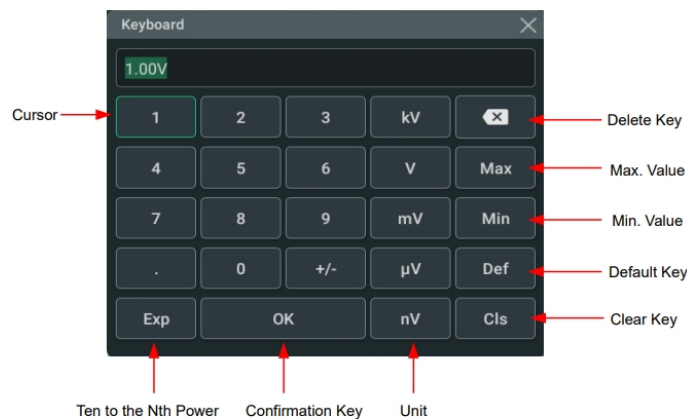 Keyboard
1.00V
Cursor
1 2 3 kV
Delete Key
4 5 6 V Max
Max. Value
7 8 9 mV Min
Min. Value
. 0 +/- µV Def
Default Key
Exp OK nV Cls
Clear Key
Ten to the Nth Power Confirmation Key Unit